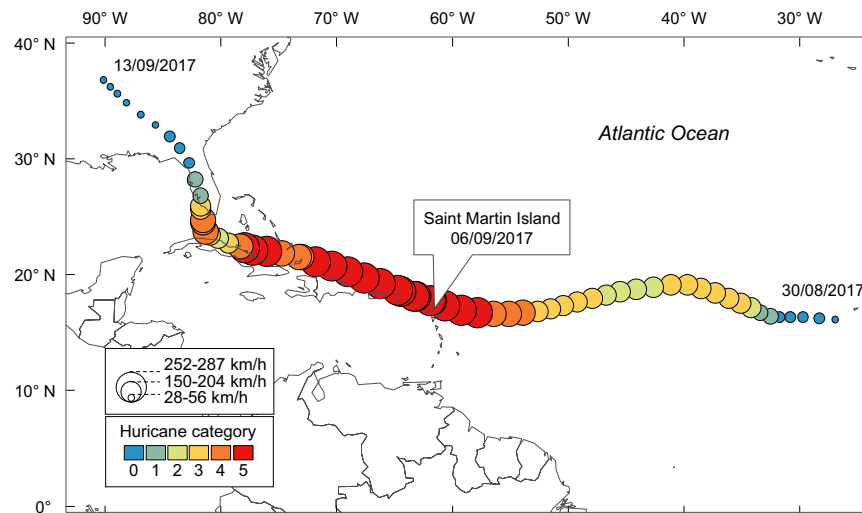 90° W 80° W 70° W 60° W 50° W 40° W 30° W
40° N
30° N
20° N
10° N
0°
13/09/2017
Atlantic Ocean
Saint Martin Island
06/09/2017
30/08/2017
252-287 km/h
150-204 km/h
28-56 km/h
Huricane category
0 1 2 3 4 5